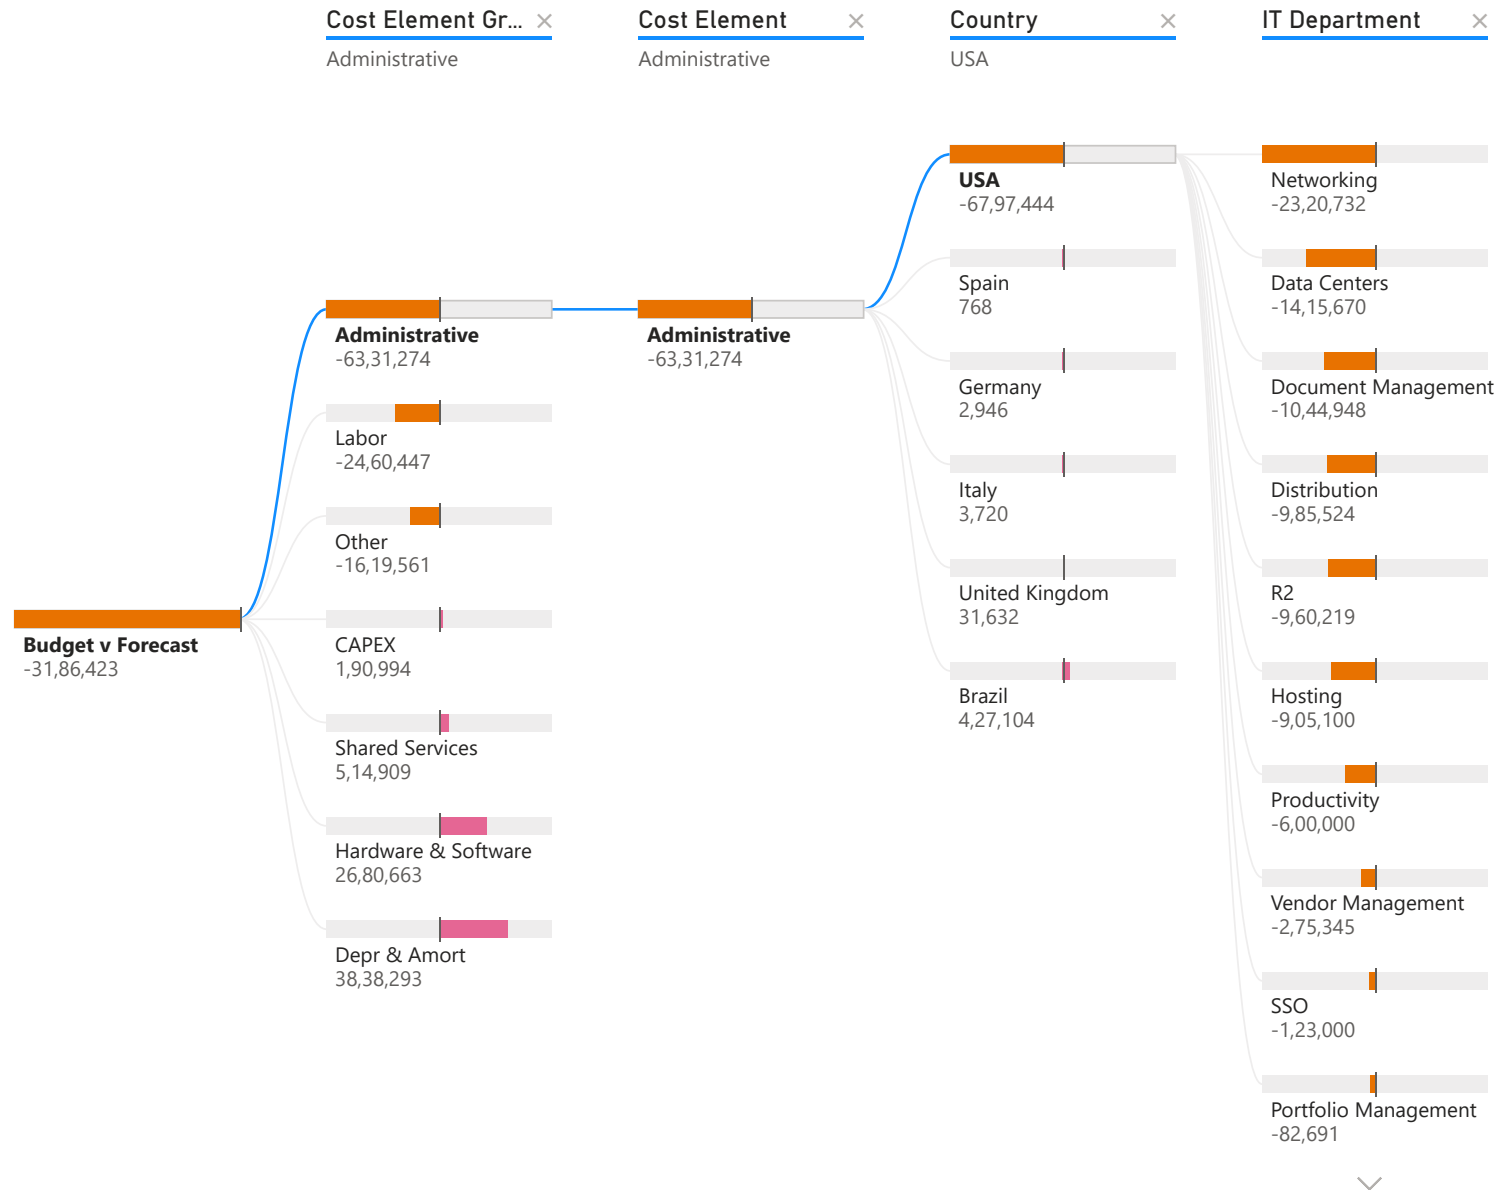 Cost Element Gr...
Administrative
Cost Element
Administrative
Country
USA
IT Department
Budget v Forecast
-31,86,423
Administrative
-63,31,274
Labor
-24,60,447
Other
-16,19,561
CAPEX
1,90,994
Shared Services
5,14,909
Hardware & Software
26,80,663
Depr & Amort
38,38,293
Administrative
-63,31,274
USA
-67,97,444
Spain
768
Germany
2,946
Italy
3,720
United Kingdom
31,632
Brazil
4,27,104
Networking
-23,20,732
Data Centers
-14,15,670
Document Management
-10,44,948
Distribution
-9,85,524
R2
-9,60,219
Hosting
-9,05,100
Productivity
-6,00,000
Vendor Management
-2,75,345
SSO
-1,23,000
Portfolio Management
-82,691